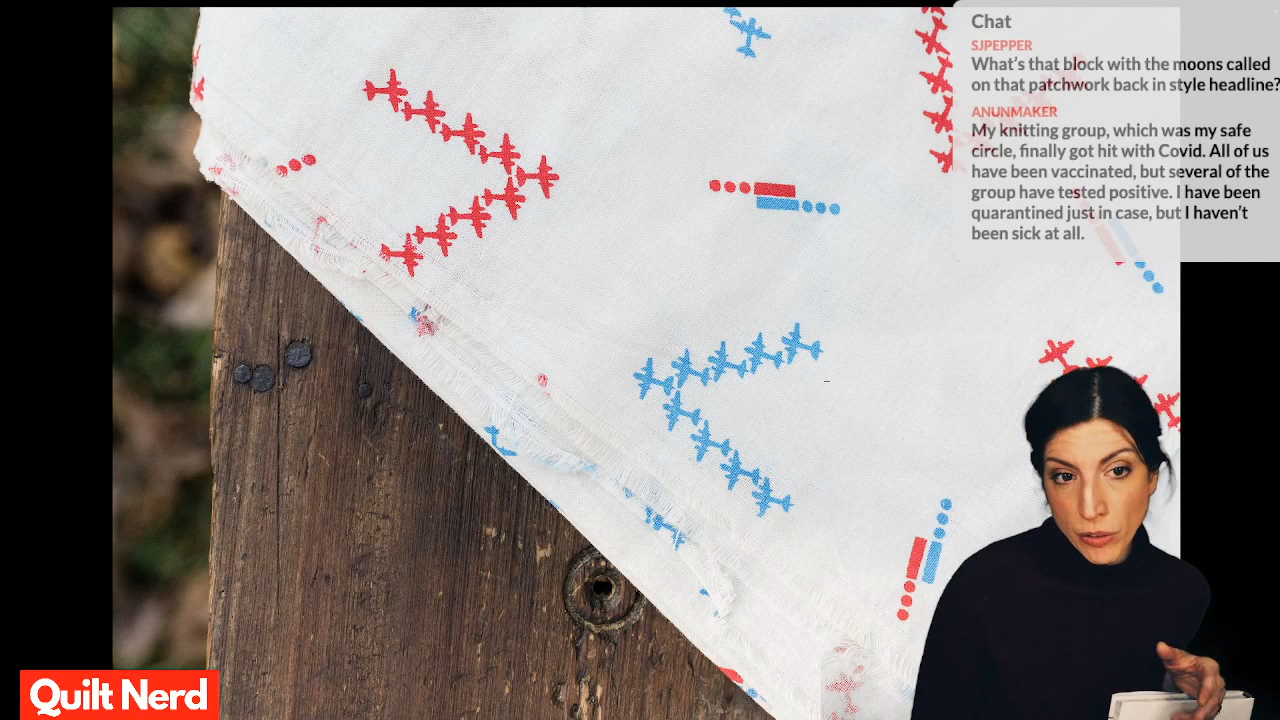 Chat
SJPEPPER
What's that block with the moons called
on that patchwork back in style headline?
ANUNMAKER
My knitting group, which was my safe
circle, finally got hit with Covid. All of us
have been vaccinated, but several of the
group have tested positive. I have been
quarantined just in case, but I haven't
been sick at all.
Quilt Nerd